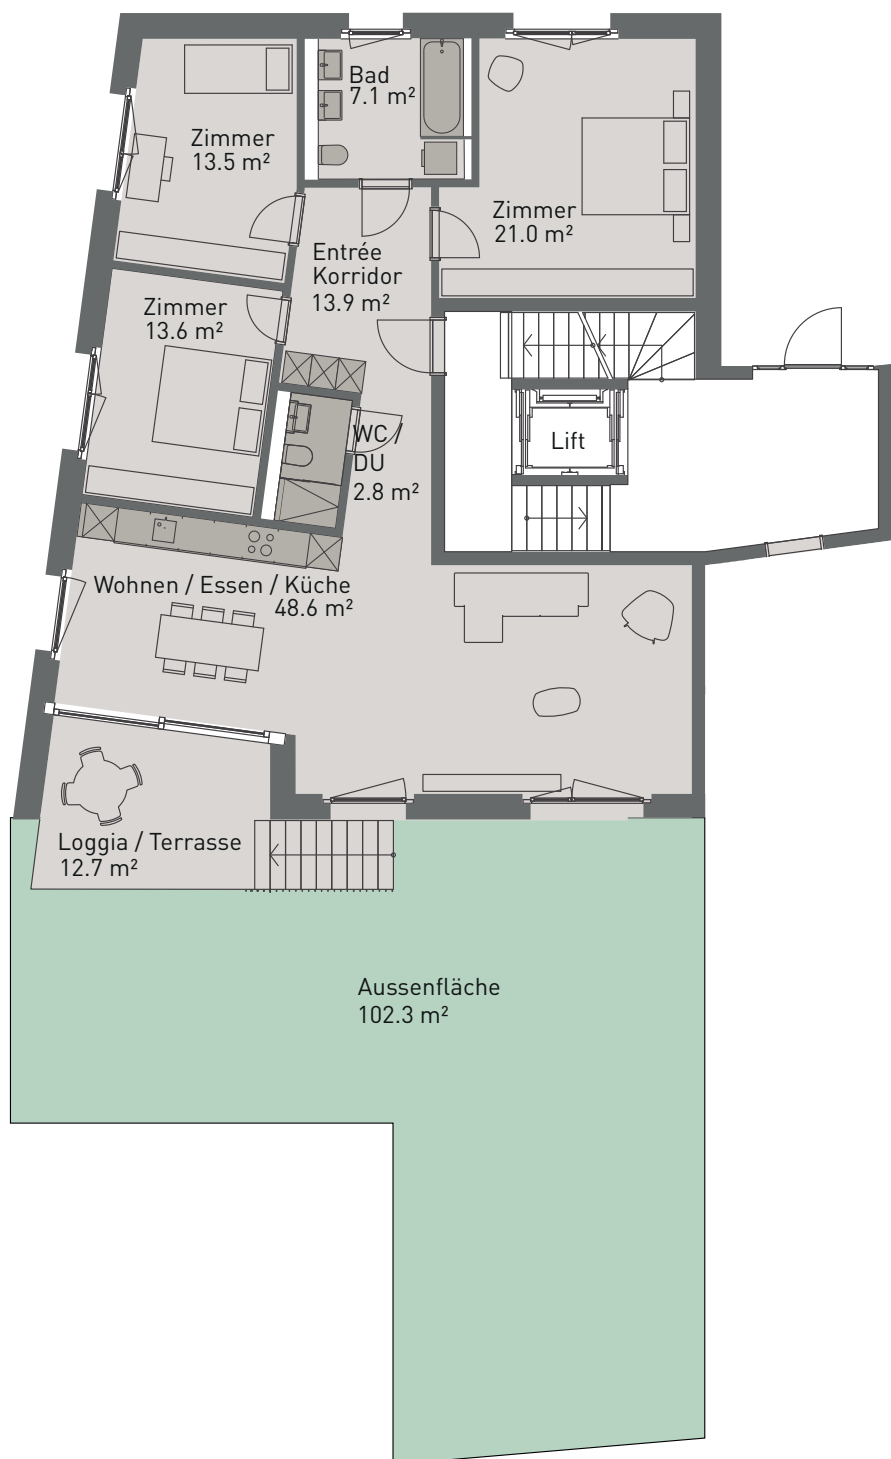 Bad
7.1 m²
Zimmer
13.5 m²
Zimmer
21.0 m²
Entrée
Korridor
13.9 m²
Zimmer
13.6 m²
Lift
WC /
DU
2.8 m²
Wohnen / Essen / Küche
48.6 m²
Loggia / Terrasse
12.7 m²
Aussenfläche
102.3 m²